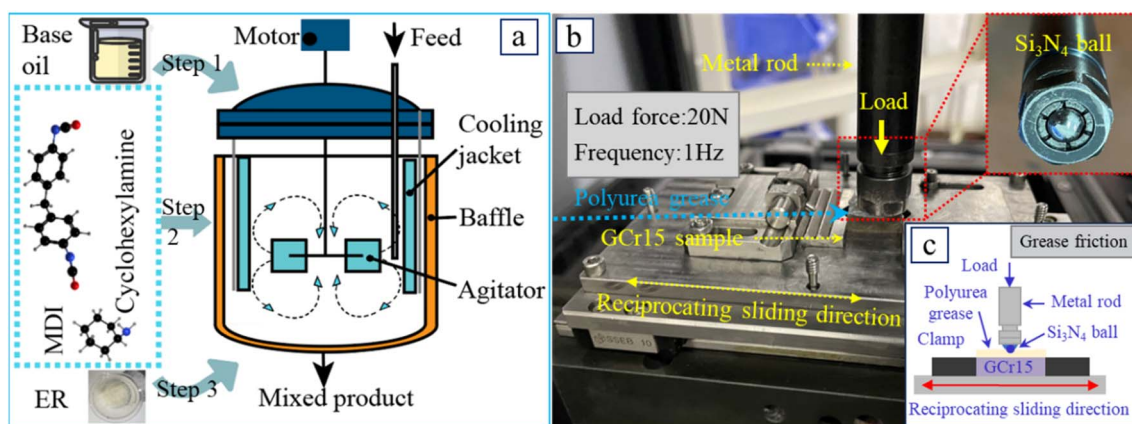 a
Base
oil
Step 1
Motor
Feed
Cooling
jacket
Step
2
Baffle
Agitator
MDI
Cyclohexylamine
ER
Step 3
Mixed product
b
Metal rod
Si₃N₄ ball
Load
Load force:20N
Frequency:1Hz
Polyurea grease
GCr15 sample
Reciprocating sliding direction
SSEB 10
c
Grease friction
Load
Polyurea
grease
Metal rod
Clamp
Si₃N₄ ball
GCr15
Reciprocating sliding direction